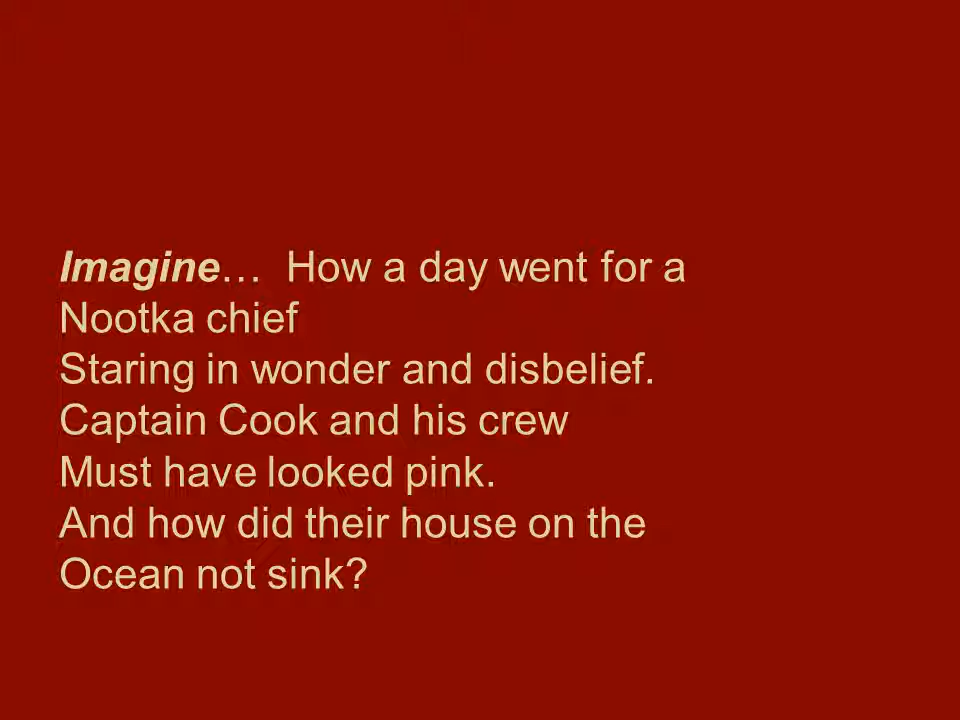 Imagine…  How a day went for a
Nootka chief
Staring in wonder and disbelief.
Captain Cook and his crew
Must have looked pink.
And how did their house on the
Ocean not sink?